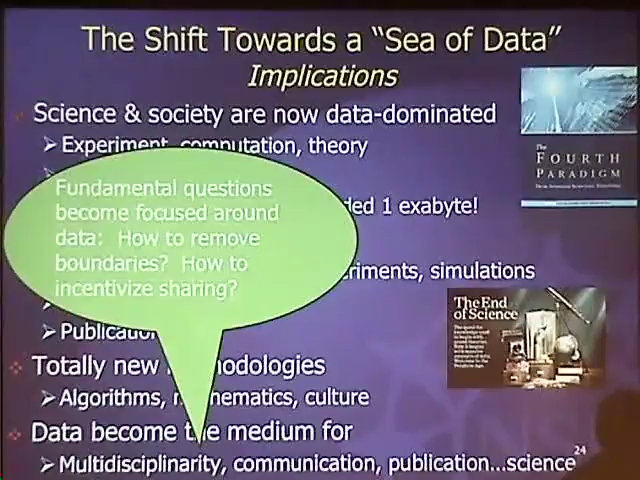 The Shift Towards a “Sea of Data”
Implications
Science & society are now data-dominated
Experiment, computation, theory
ded 1 exabyte!
eriments, simulations
Publication
Totally new methodologies
Algorithms, mathematics, culture
Data become the medium for
Multidisciplinarity, communication, publication…science
Fundamental questions
become focused around
data: How to remove
boundaries? How to
incentivize sharing?
The
FOURTH
PARADIGM
The End
of Science
24